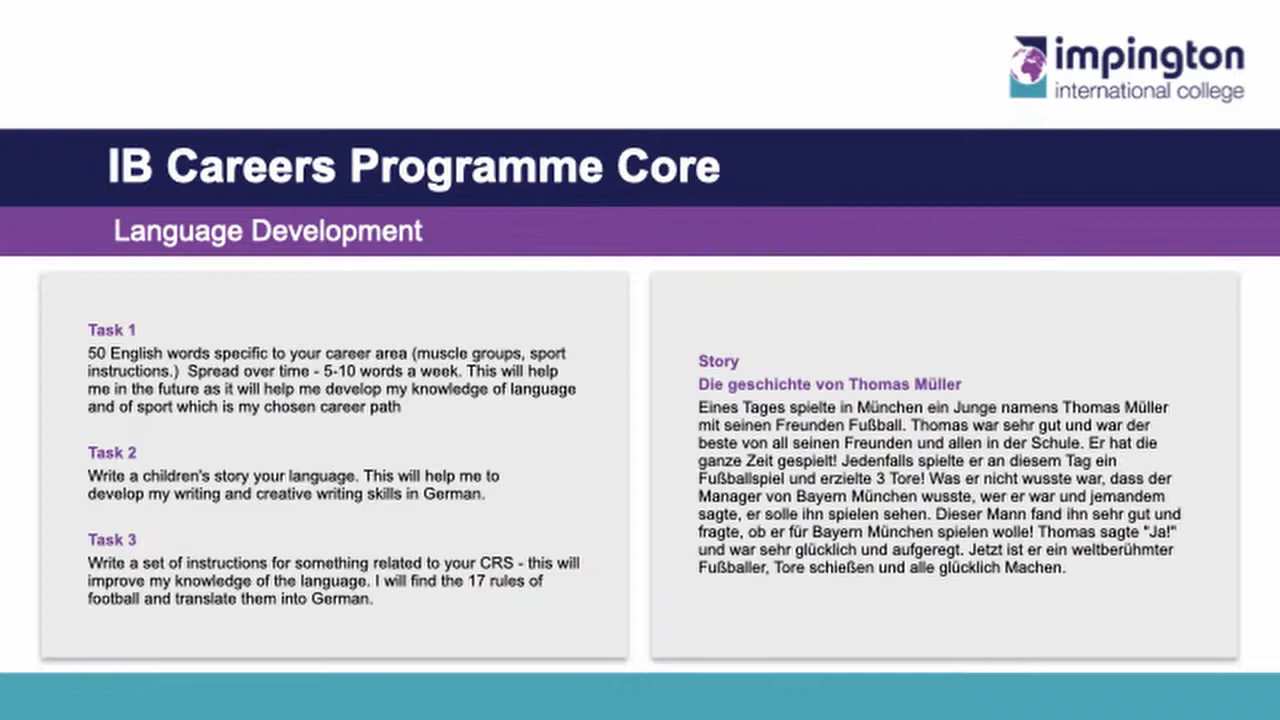 impington
international college
IB Careers Programme Core
Language Development
Task 1
50 English words specific to your career area (muscle groups, sport
instructions.)  Spread over time - 5-10 words a week. This will help
me in the future as it will help me develop my knowledge of language
and of sport which is my chosen career path
Task 2
Write a children's story your language. This will help me to
develop my writing and creative writing skills in German.
Task 3
Write a set of instructions for something related to your CRS - this will
improve my knowledge of the language. I will find the 17 rules of
football and translate them into German.
Story
Die geschichte von Thomas Müller
Eines Tages spielte in München ein Junge namens Thomas Müller
mit seinen Freunden Fußball. Thomas war sehr gut und war der
beste von all seinen Freunden und allen in der Schule. Er hat die
ganze Zeit gespielt! Jedenfalls spielte er an diesem Tag ein
Fußballspiel und erzielte 3 Tore! Was er nicht wusste war, dass der
Manager von Bayern München wusste, wer er war und jemandem
sagte, er solle ihn spielen sehen. Dieser Mann fand ihn sehr gut und
fragte, ob er für Bayern München spielen wolle! Thomas sagte "Ja!"
und war sehr glücklich und aufgeregt. Jetzt ist er ein weltberühmter
Fußballer, Tore schießen und alle glücklich Machen.